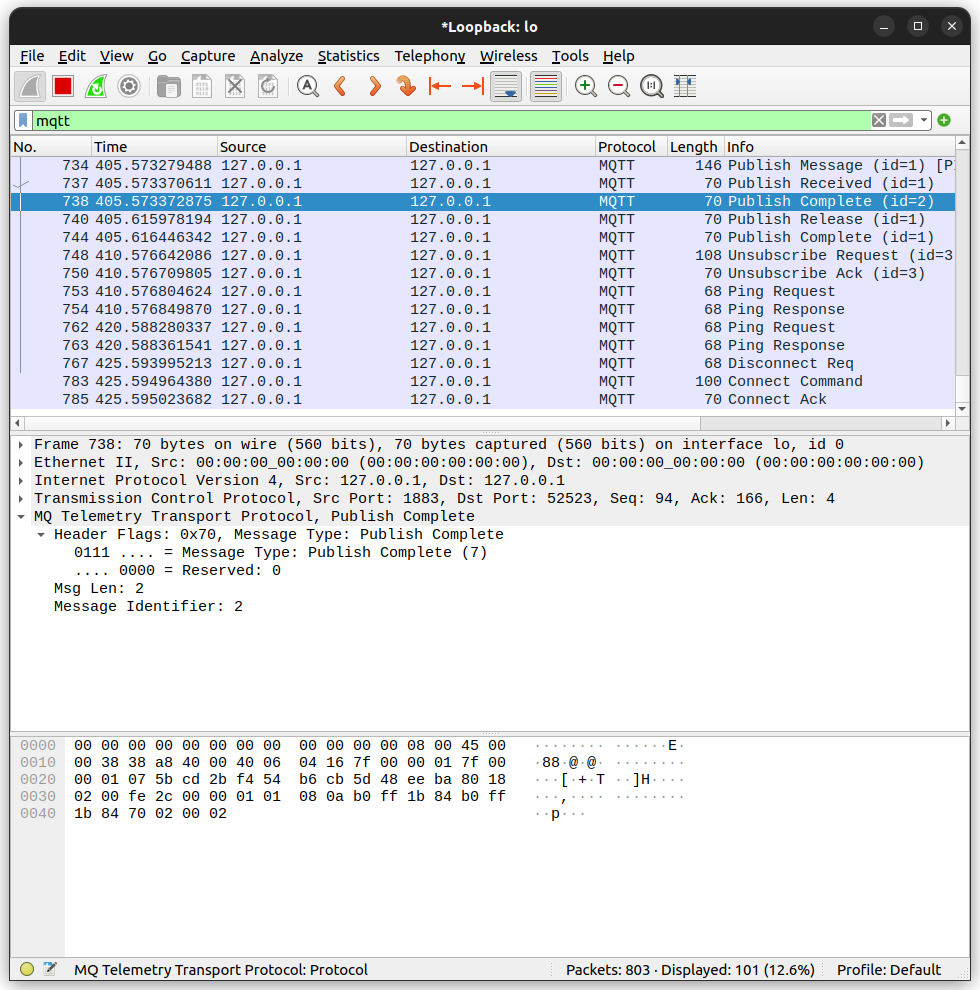 *Loopback: lo
File Edit View Go Capture Analyze Statistics Telephony Wireless Tools Help
mqtt
No. Time Source Destination Protocol Length Info
734 405.573279488 127.0.0.1 127.0.0.1 MQTT 146 Publish Message (id=1) [P
737 405.573370611 127.0.0.1 127.0.0.1 MQTT 70 Publish Received (id=1)
738 405.573372875 127.0.0.1 127.0.0.1 MQTT 70 Publish Complete (id=2)
740 405.615978194 127.0.0.1 127.0.0.1 MQTT 70 Publish Release (id=1)
744 405.616446342 127.0.0.1 127.0.0.1 MQTT 70 Publish Complete (id=1)
748 410.576642086 127.0.0.1 127.0.0.1 MQTT 108 Unsubscribe Request (id=3
750 410.576709805 127.0.0.1 127.0.0.1 MQTT 70 Unsubscribe Ack (id=3)
753 410.576804624 127.0.0.1 127.0.0.1 MQTT 68 Ping Request
754 410.576849870 127.0.0.1 127.0.0.1 MQTT 68 Ping Response
762 420.588280337 127.0.0.1 127.0.0.1 MQTT 68 Ping Request
763 420.588361541 127.0.0.1 127.0.0.1 MQTT 68 Ping Response
767 425.593995213 127.0.0.1 127.0.0.1 MQTT 68 Disconnect Req
783 425.594964380 127.0.0.1 127.0.0.1 MQTT 100 Connect Command
785 425.595023682 127.0.0.1 127.0.0.1 MQTT 70 Connect Ack
Frame 738: 70 bytes on wire (560 bits), 70 bytes captured (560 bits) on interface lo, id 0
Ethernet II, Src: 00:00:00_00:00:00 (00:00:00:00:00:00), Dst: 00:00:00_00:00:00 (00:00:00:00:00:00)
Internet Protocol Version 4, Src: 127.0.0.1, Dst: 127.0.0.1
Transmission Control Protocol, Src Port: 1883, Dst Port: 52523, Seq: 94, Ack: 166, Len: 4
MQ Telemetry Transport Protocol, Publish Complete
Header Flags: 0x70, Message Type: Publish Complete
0111 .... = Message Type: Publish Complete (7)
.... 0000 = Reserved: 0
Msg Len: 2
Message Identifier: 2
0000 00 00 00 00 00 00 00 00 00 00 00 00 08 00 45 00 ········ ······E·
0010 00 38 38 a8 40 00 40 06 04 16 7f 00 00 01 7f 00 ·88·@·@· ········
0020 00 01 07 5b cd 2b f4 54 b6 cb 5d 48 ee ba 80 18 ···[·+·T ··]H····
0030 02 00 fe 2c 00 00 01 01 08 0a b0 ff 1b 84 b0 ff ···,···· ········
0040 1b 84 70 02 00 02 ··p···
MQ Telemetry Transport Protocol: Protocol Packets: 803 · Displayed: 101 (12.6%) Profile: Default